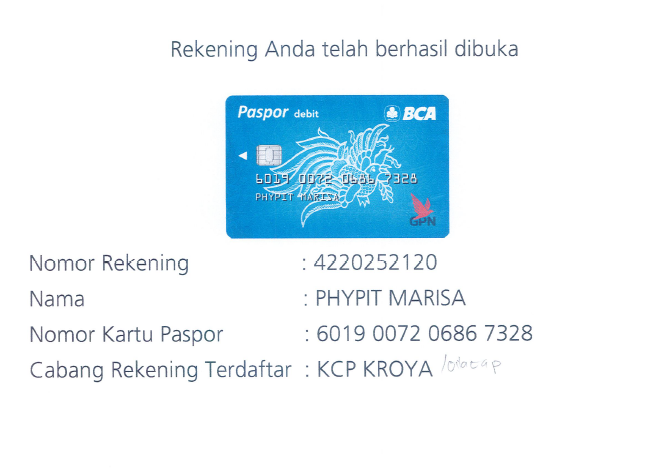 Rekening Anda telah berhasil dibuka
Paspor debit BCA
6019 0072 0686 7328
PHYPIT MARISA
GPN
Nomor Rekening : 4220252120
Nama : PHYPIT MARISA
Nomor Kartu Paspor : 6019 0072 0686 7328
Cabang Rekening Terdaftar : KCP KROYA